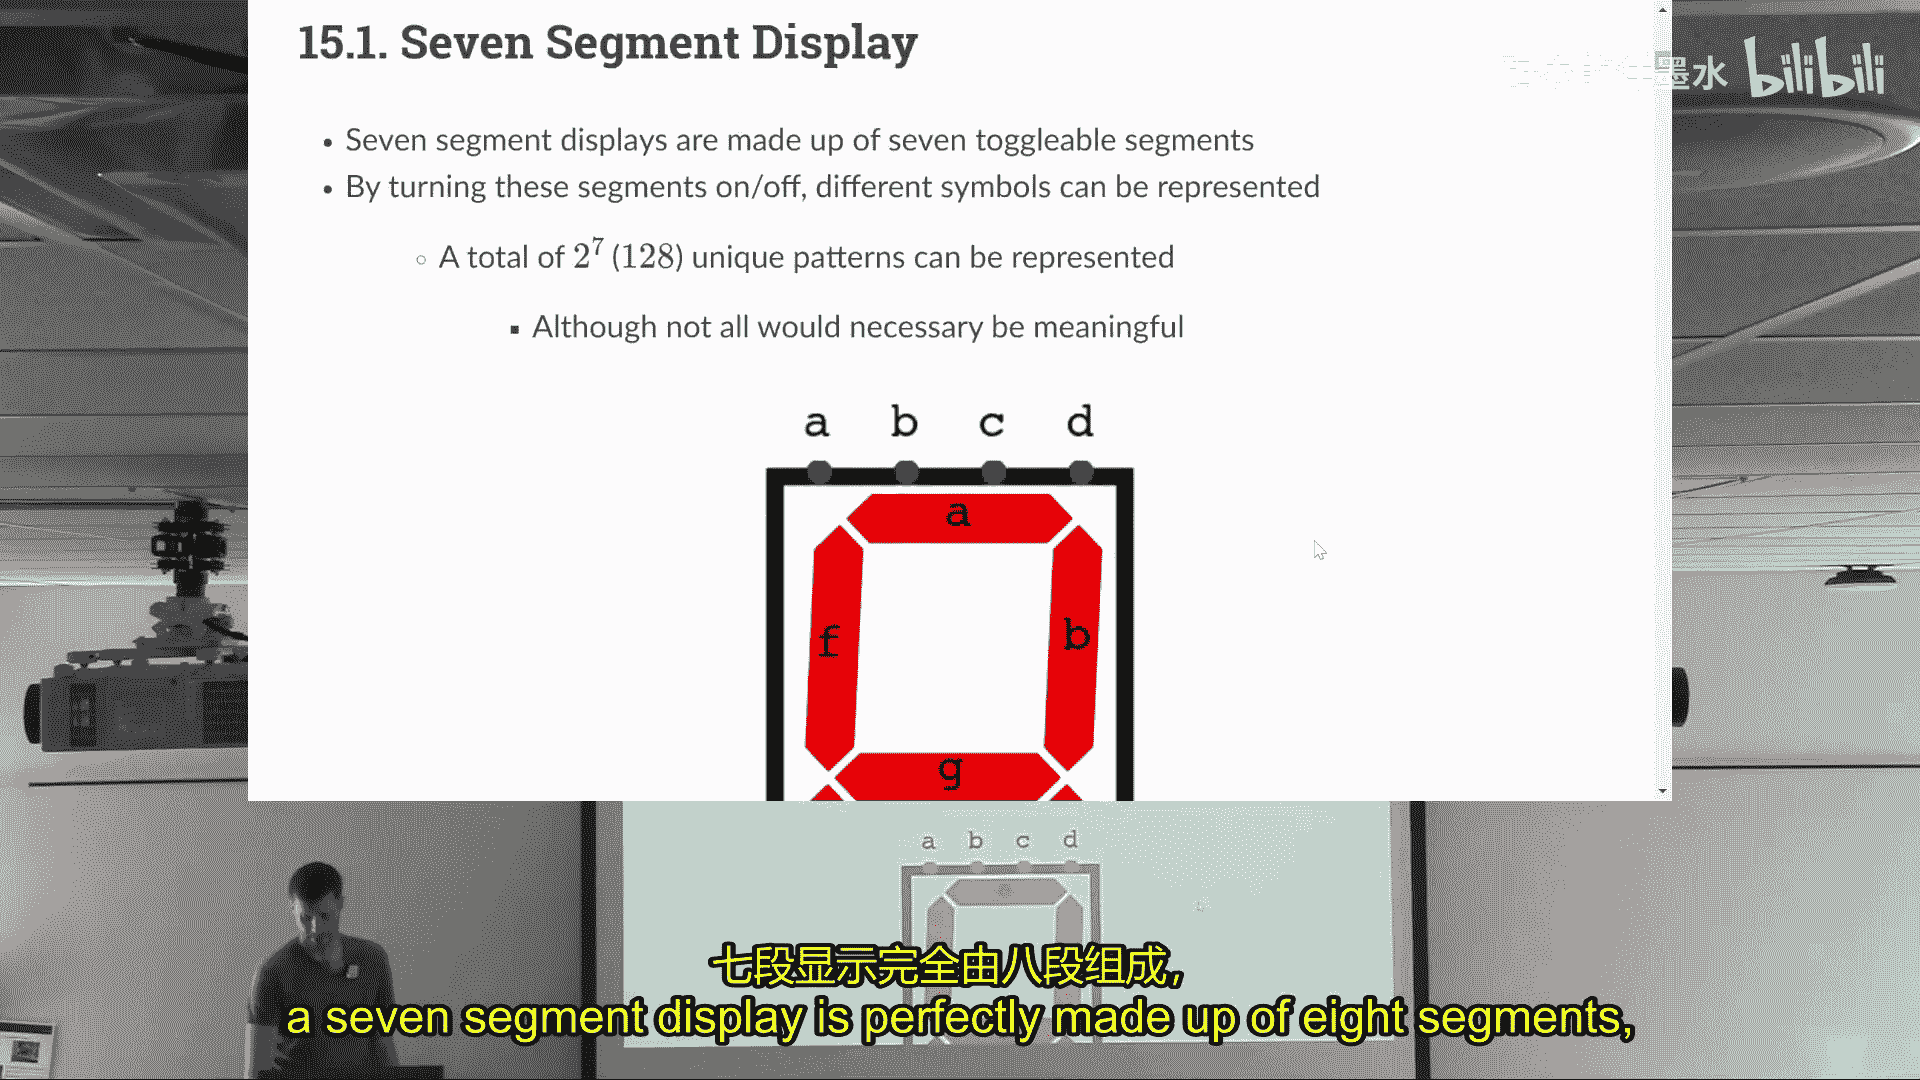 15.1. Seven Segment Display
墨水 bilibili
• Seven segment displays are made up of seven toggleable segments
• By turning these segments on/off, different symbols can be represented
○ A total of 2⁷ (128) unique patterns can be represented
▪ Although not all would necessary be meaningful
a b c d
a
f b
g
a b c d
七段显示完全由八段组成,
a seven segment display is perfectly made up of eight segments,